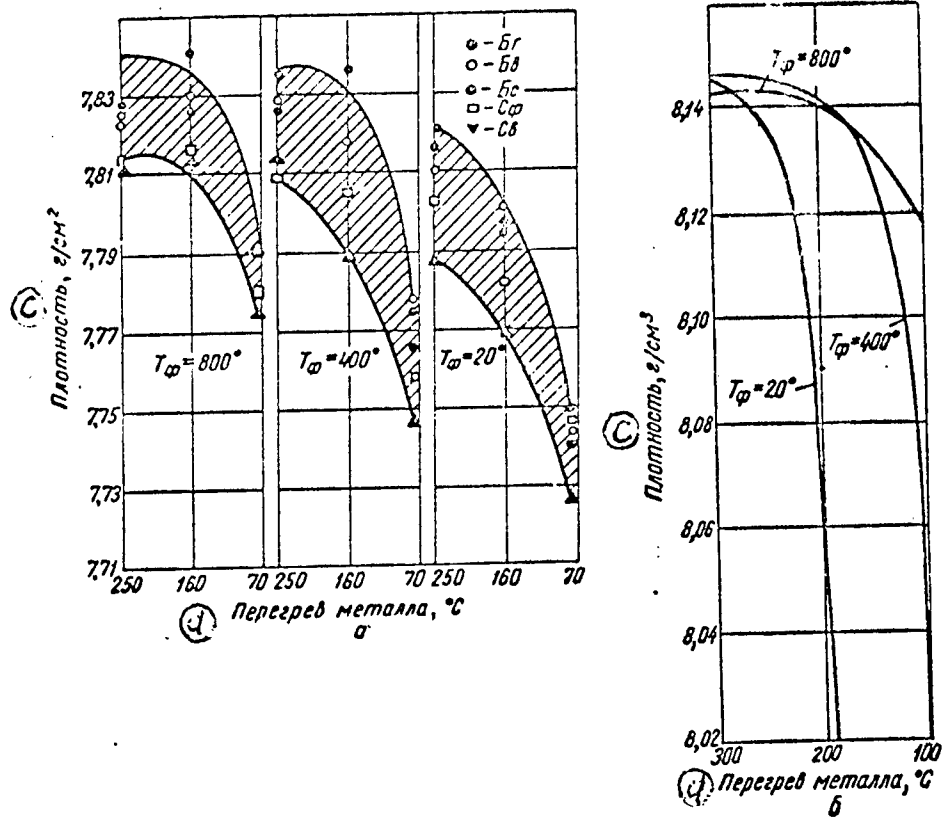 Плотность, г/см²
7,83
7,81
7,79
7,77
7,75
7,73
7,71
– Бг
– Бв
– Бс
– Сф
– Св
Tф=800°
Tф=400°
Tф=20°
250 160 70 250 160 70 250 160 70
Перегрев металла, °С
а
C
d
Плотность, г/см³
8,14
8,12
8,10
8,08
8,06
8,04
8,02
Tф=800°
Tф=400°
Tф=20°
300 200 100
Перегрев металла, °С
б
C
d